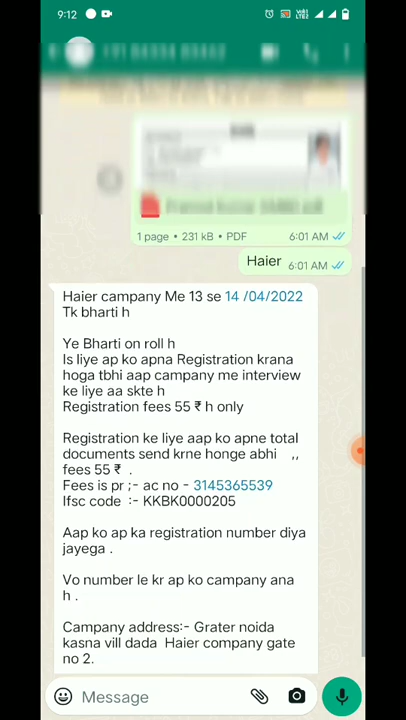 9:12
Vo)) LTE2
1 page • 231 kB • PDF 6:01 AM
Haier 6:01 AM
Haier campany Me 13 se 14 /04/2022
Tk bharti h
Ye Bharti on roll h
Is liye ap ko apna Registration krana
hoga tbhi aap campany me interview
ke liye aa skte h
Registration fees 55 ₹ h only
Registration ke liye aap ko apne total
documents send krne honge abhi ,,
fees 55 ₹ .
Fees is pr ;- ac no - 3145365539
Ifsc code :- KKBK0000205
Aap ko ap ka registration number diya
jayega .
Vo number le kr ap ko campany ana
h .
Campany address:- Grater noida
kasna vill dada Haier company gate
no 2.
Message